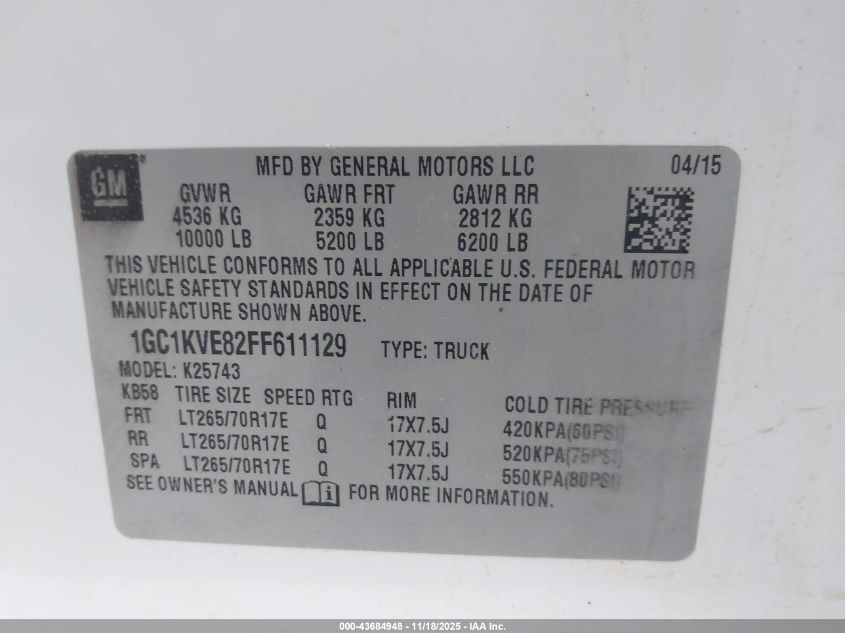 GM
MFD BY GENERAL MOTORS LLC 04/15
GVWR GAWR FRT GAWR RR
4536 KG 2359 KG 2812 KG
10000 LB 5200 LB 6200 LB
THIS VEHICLE CONFORMS TO ALL APPLICABLE U.S. FEDERAL MOTOR
VEHICLE SAFETY STANDARDS IN EFFECT ON THE DATE OF
MANUFACTURE SHOWN ABOVE.
1GC1KVE82FF611129 TYPE: TRUCK
MODEL: K25743
KB58 TIRE SIZE SPEED RTG RIM COLD TIRE PRESSURE
FRT LT265/70R17E Q 17X7.5J 420KPA(60PSI)
RR LT265/70R17E Q 17X7.5J 520KPA(75PSI)
SPA LT265/70R17E Q 17X7.5J 550KPA(80PSI)
SEE OWNER'S MANUAL FOR MORE INFORMATION.
000-43684948 - 11/18/2025 - IAA Inc.